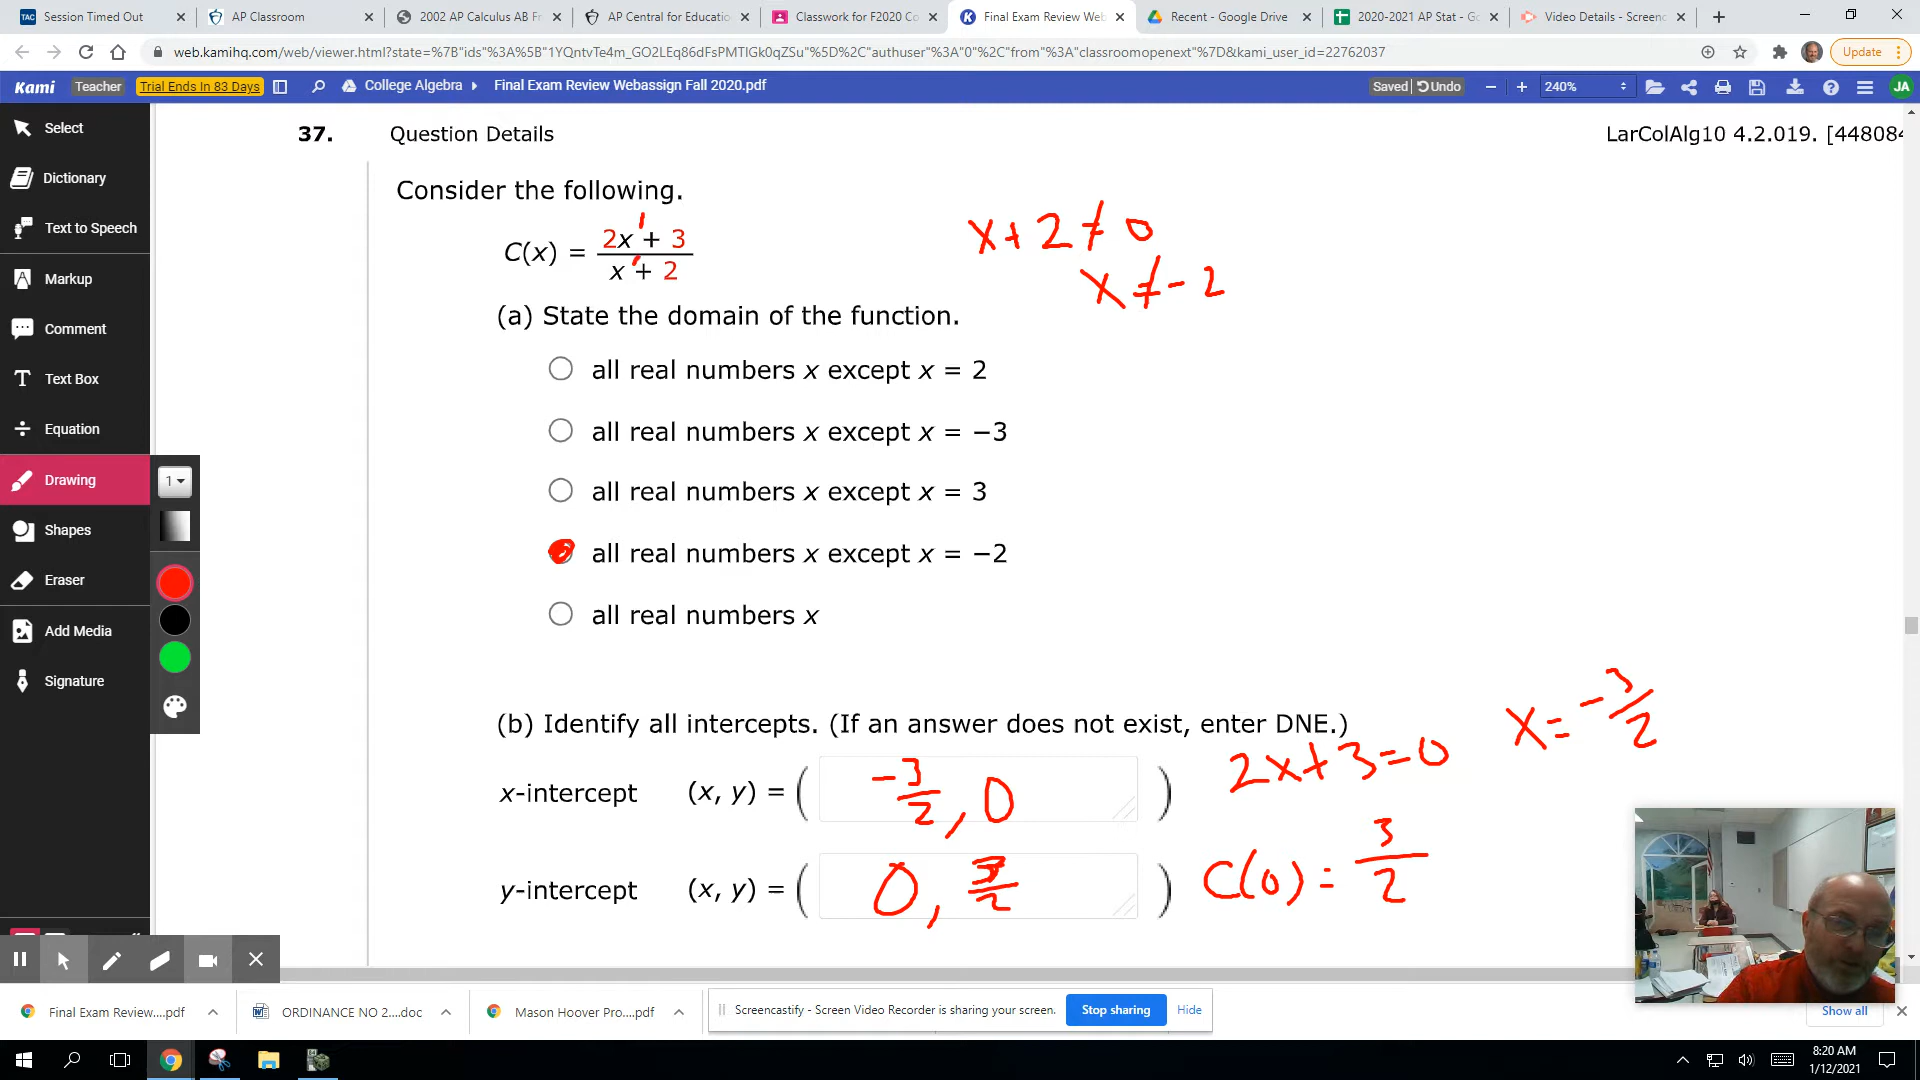 Session Timed Out
AP Classroom
2002 AP Calculus AB Fr
AP Central for Educatio
Classwork for F2020 Co
Final Exam Review Web
Recent - Google Drive
2020-2021 AP Stat - Go
Video Details - Screenc
web.kamihq.com/web/viewer.html?state=%7B"ids"%3A%5B"1YQntvTe4m_GO2LEq86dFsPMTIGk0qZSu"%5D%2C"authuser"%3A"0"%2C"from"%3A"classroomopenext"%7D&kami_user_id=22762037
Update
Kami
Teacher
Trial Ends In 83 Days
College Algebra
Final Exam Review Webassign Fall 2020.pdf
Saved
Undo
240%
JA
Select
Dictionary
Text to Speech
Markup
Comment
Text Box
Equation
Drawing
Shapes
Eraser
Add Media
Signature
1
37. Question Details
LarColAlg10 4.2.019. [448084
Consider the following.
C(x) = (2x + 3)/(x + 2)
x + 2 ≠ 0
x ≠ -2
(a) State the domain of the function.
all real numbers x except x = 2
all real numbers x except x = −3
all real numbers x except x = 3
all real numbers x except x = −2
all real numbers x
(b) Identify all intercepts. (If an answer does not exist, enter DNE.)
2x+3=0
x = -3/2
x-intercept (x, y) = ( -3/2, 0 )
y-intercept (x, y) = ( 0, 3/2 )
C(0) = 3/2
Final Exam Review....pdf
ORDINANCE NO 2....doc
Mason Hoover Pro....pdf
Screencastify - Screen Video Recorder is sharing your screen.
Stop sharing
Hide
Show all
8:20 AM
1/12/2021